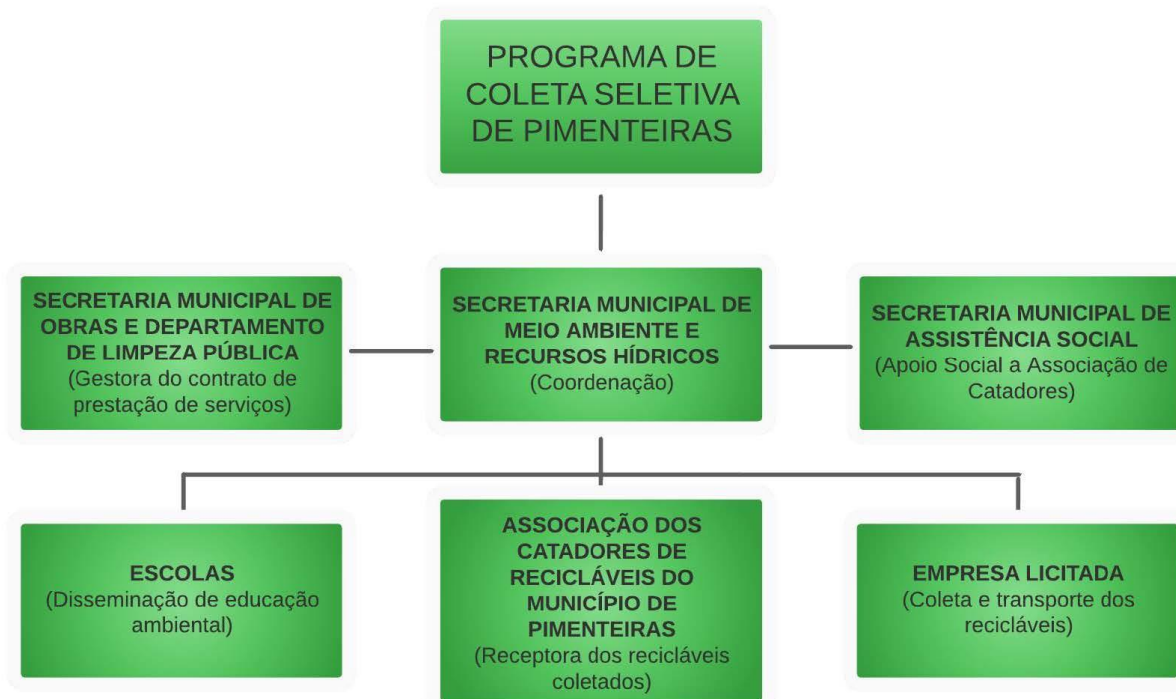 PROGRAMA DE
COLETA SELETIVA
DE PIMENTEIRAS
SECRETARIA MUNICIPAL DE
OBRAS E DEPARTAMENTO
DE LIMPEZA PÚBLICA
(Gestora do contrato de
prestação de serviços)
SECRETARIA MUNICIPAL DE
MEIO AMBIENTE E
RECURSOS HÍDRICOS
(Coordenação)
SECRETARIA MUNICIPAL DE
ASSISTÊNCIA SOCIAL
(Apoio Social a Associação de
Catadores)
ESCOLAS
(Disseminação de educação
ambiental)
ASSOCIAÇÃO DOS
CATADORES DE
RECICLÁVEIS DO
MUNICÍPIO DE
PIMENTEIRAS
(Receptora dos recicláveis
coletados)
EMPRESA LICITADA
(Coleta e transporte dos
recicláveis)